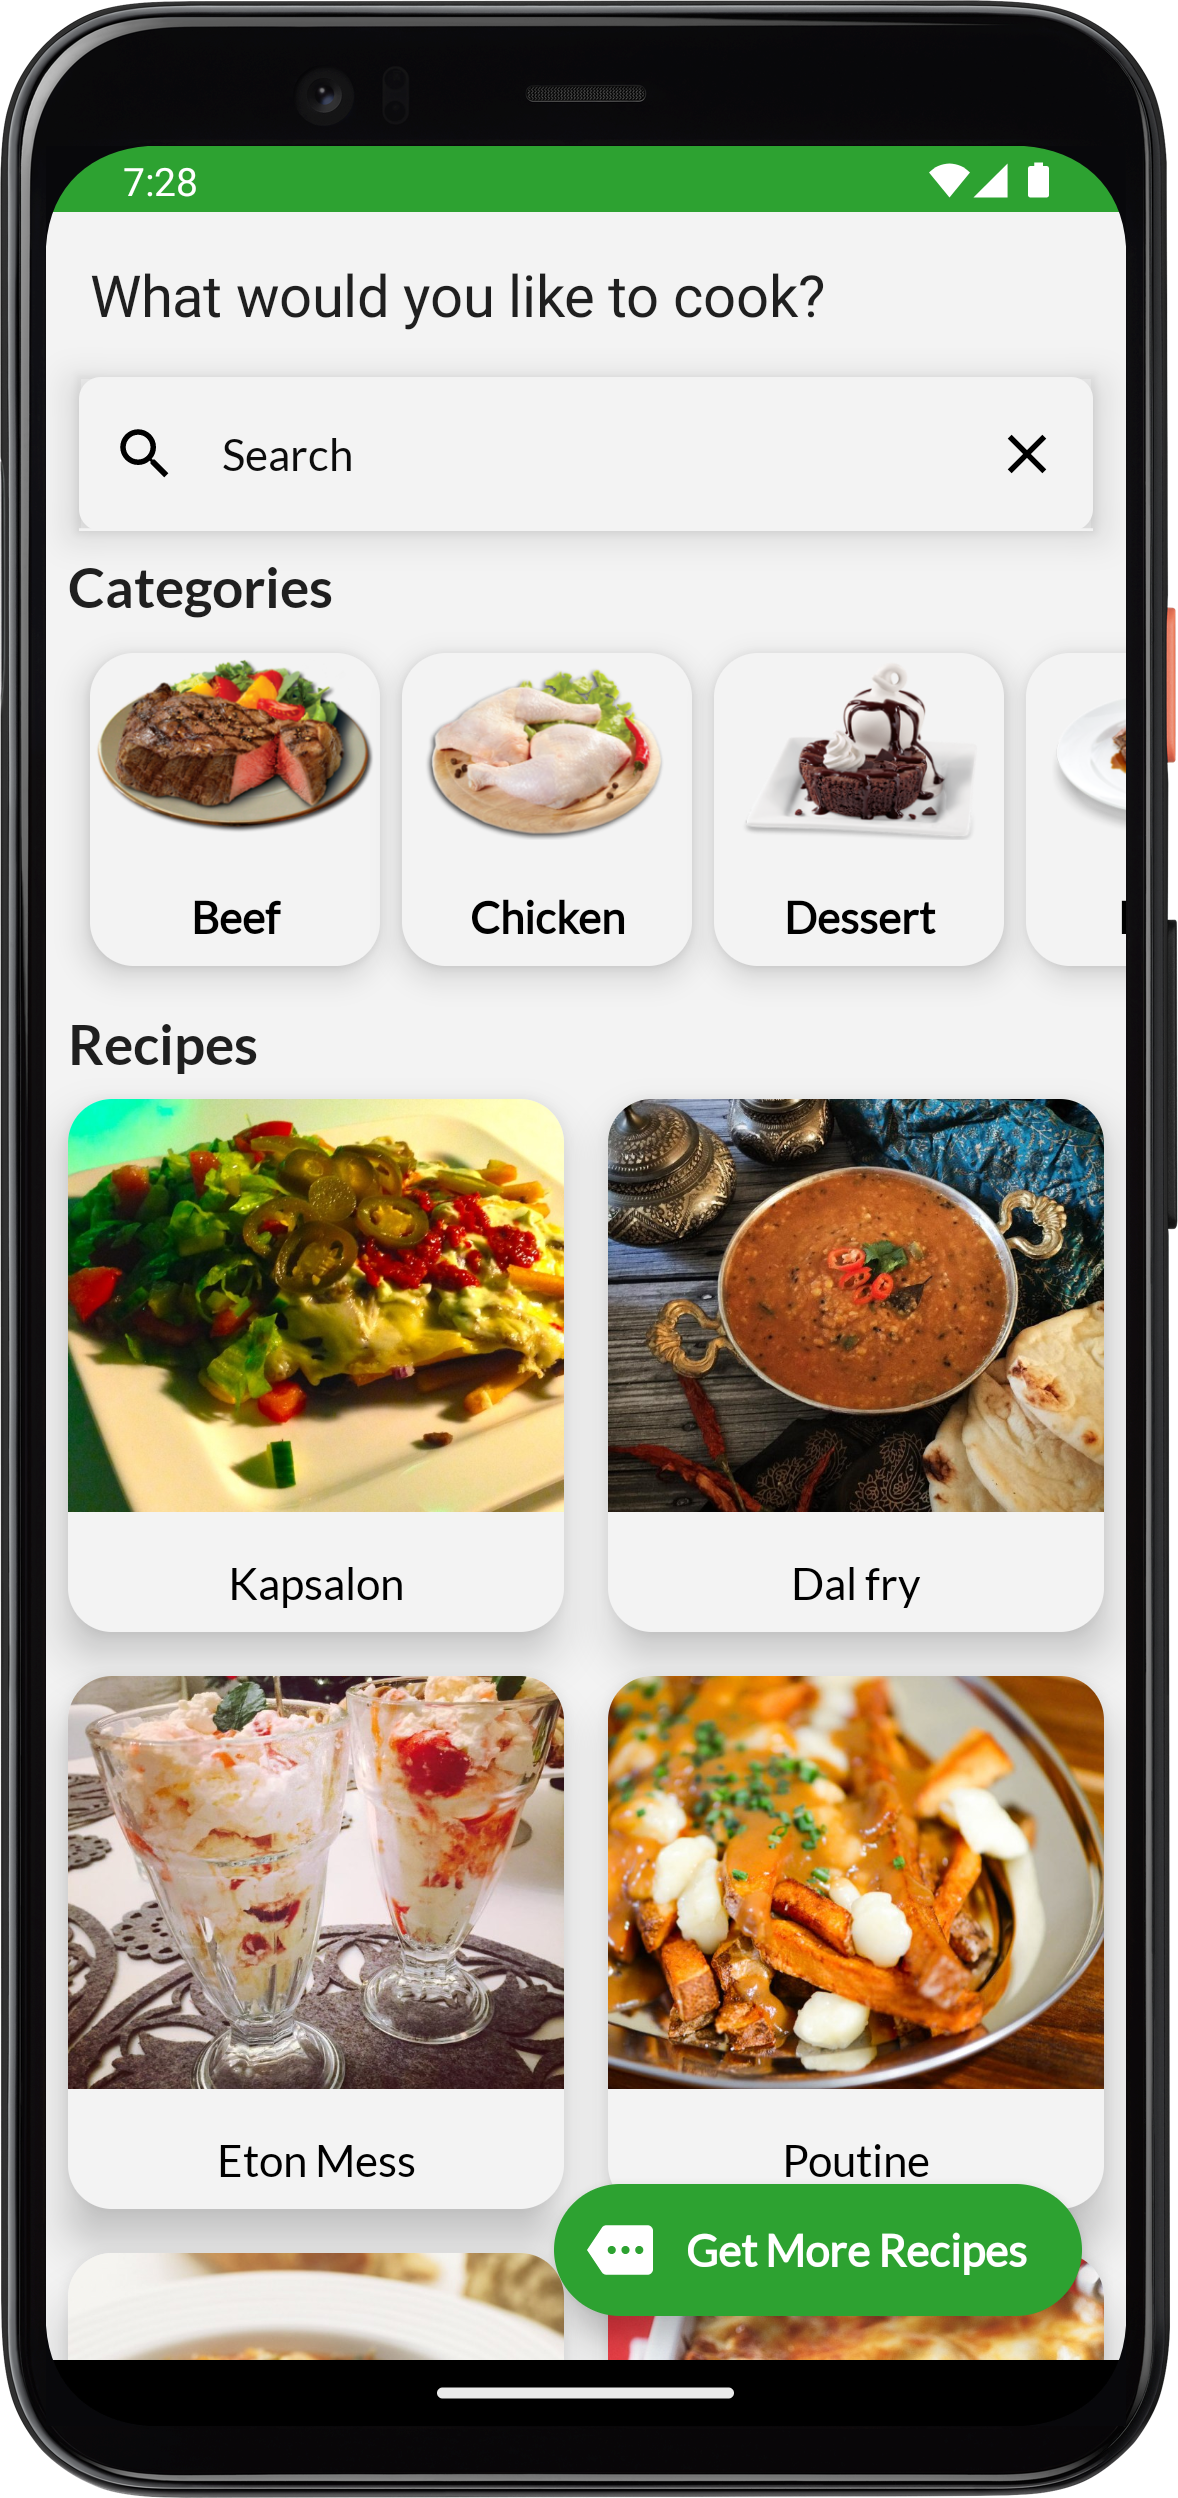 7:28
What would you like to cook?
Search
Categories
Beef
Chicken
Dessert
Recipes
Kapsalon
Dal fry
Eton Mess
Poutine
Get More Recipes